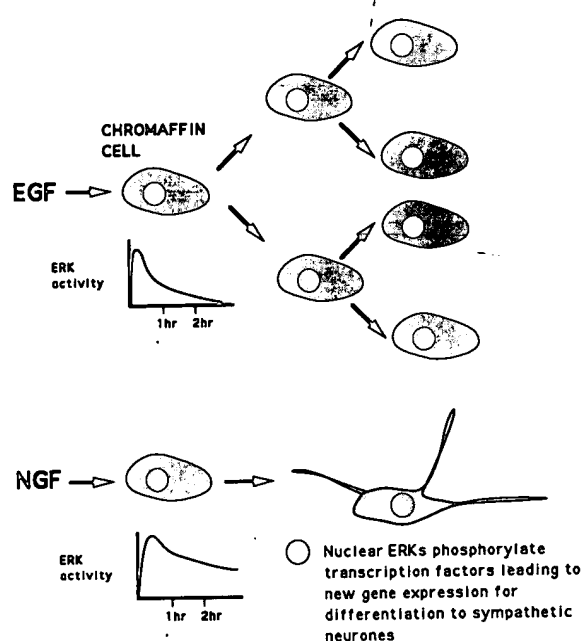 CHROMAFFIN
CELL
EGF
ERK
activity
1hr 2hr
NGF
ERK
activity
1hr 2hr
Nuclear ERKs phosphorylate
transcription factors leading to
new gene expression for
differentiation to sympathetic
neurones